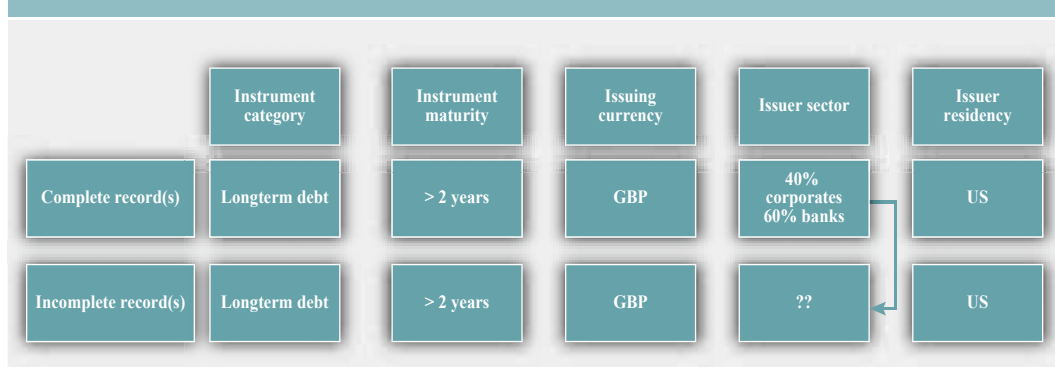 Instrument
category
Instrument
maturity
Issuing
currency
Issuer sector
Issuer
residency
Complete record(s)
Longterm debt
> 2 years
GBP
40%
corporates
60% banks
US
Incomplete record(s)
Longterm debt
> 2 years
GBP
??
US